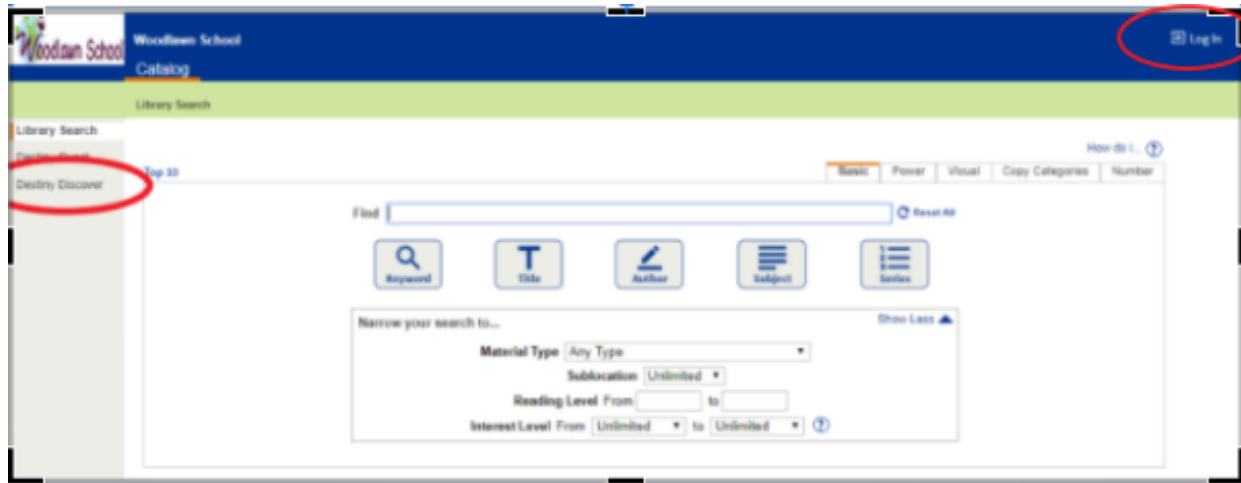 Woodlawn School
Woodlawn School
Log In
Catalog
Library Search
Library Search
Destiny Discover
How do I...
Top 10
Basic Power Visual Copy Categories Number
Find
Reset All
Keyword Title Author Subject Series
Narrow your search to...
Show Less
Material Type Any Type
Sublocation Unlimited
Reading Level From to
Interest Level From Unlimited to Unlimited